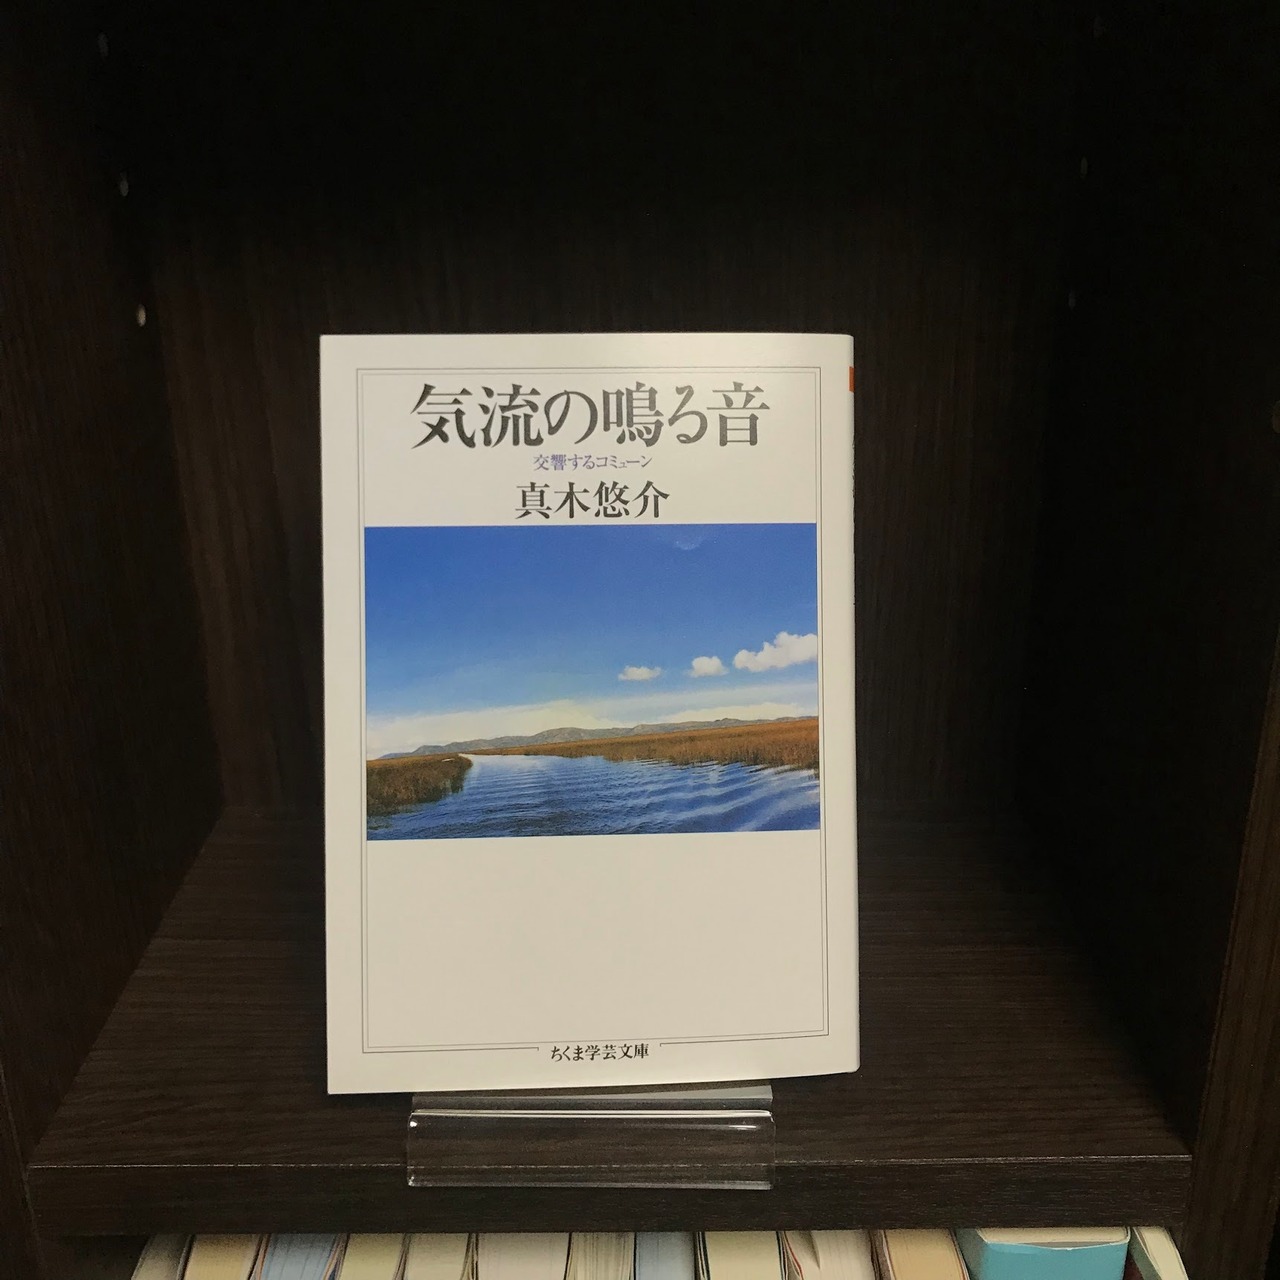 気流の鳴る音
交響するコミューン
真木悠介
ちくま学芸文庫